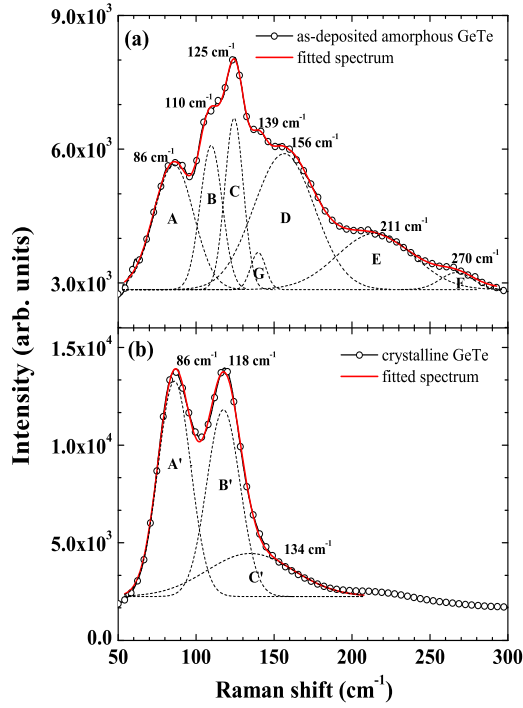 9.0x10³
(a)
as-deposited amorphous GeTe
fitted spectrum
125 cm⁻¹
110 cm⁻¹
139 cm⁻¹
156 cm⁻¹
86 cm⁻¹
6.0x10³
A
B
C
D
G
E
F
211 cm⁻¹
270 cm⁻¹
3.0x10³
Intensity (arb. units)
(b)
crystalline GeTe
fitted spectrum
1.5x10⁴
86 cm⁻¹
118 cm⁻¹
1.0x10⁴
A'
B'
C'
134 cm⁻¹
5.0x10³
0.0
50 100 150 200 250 300
Raman shift (cm⁻¹)